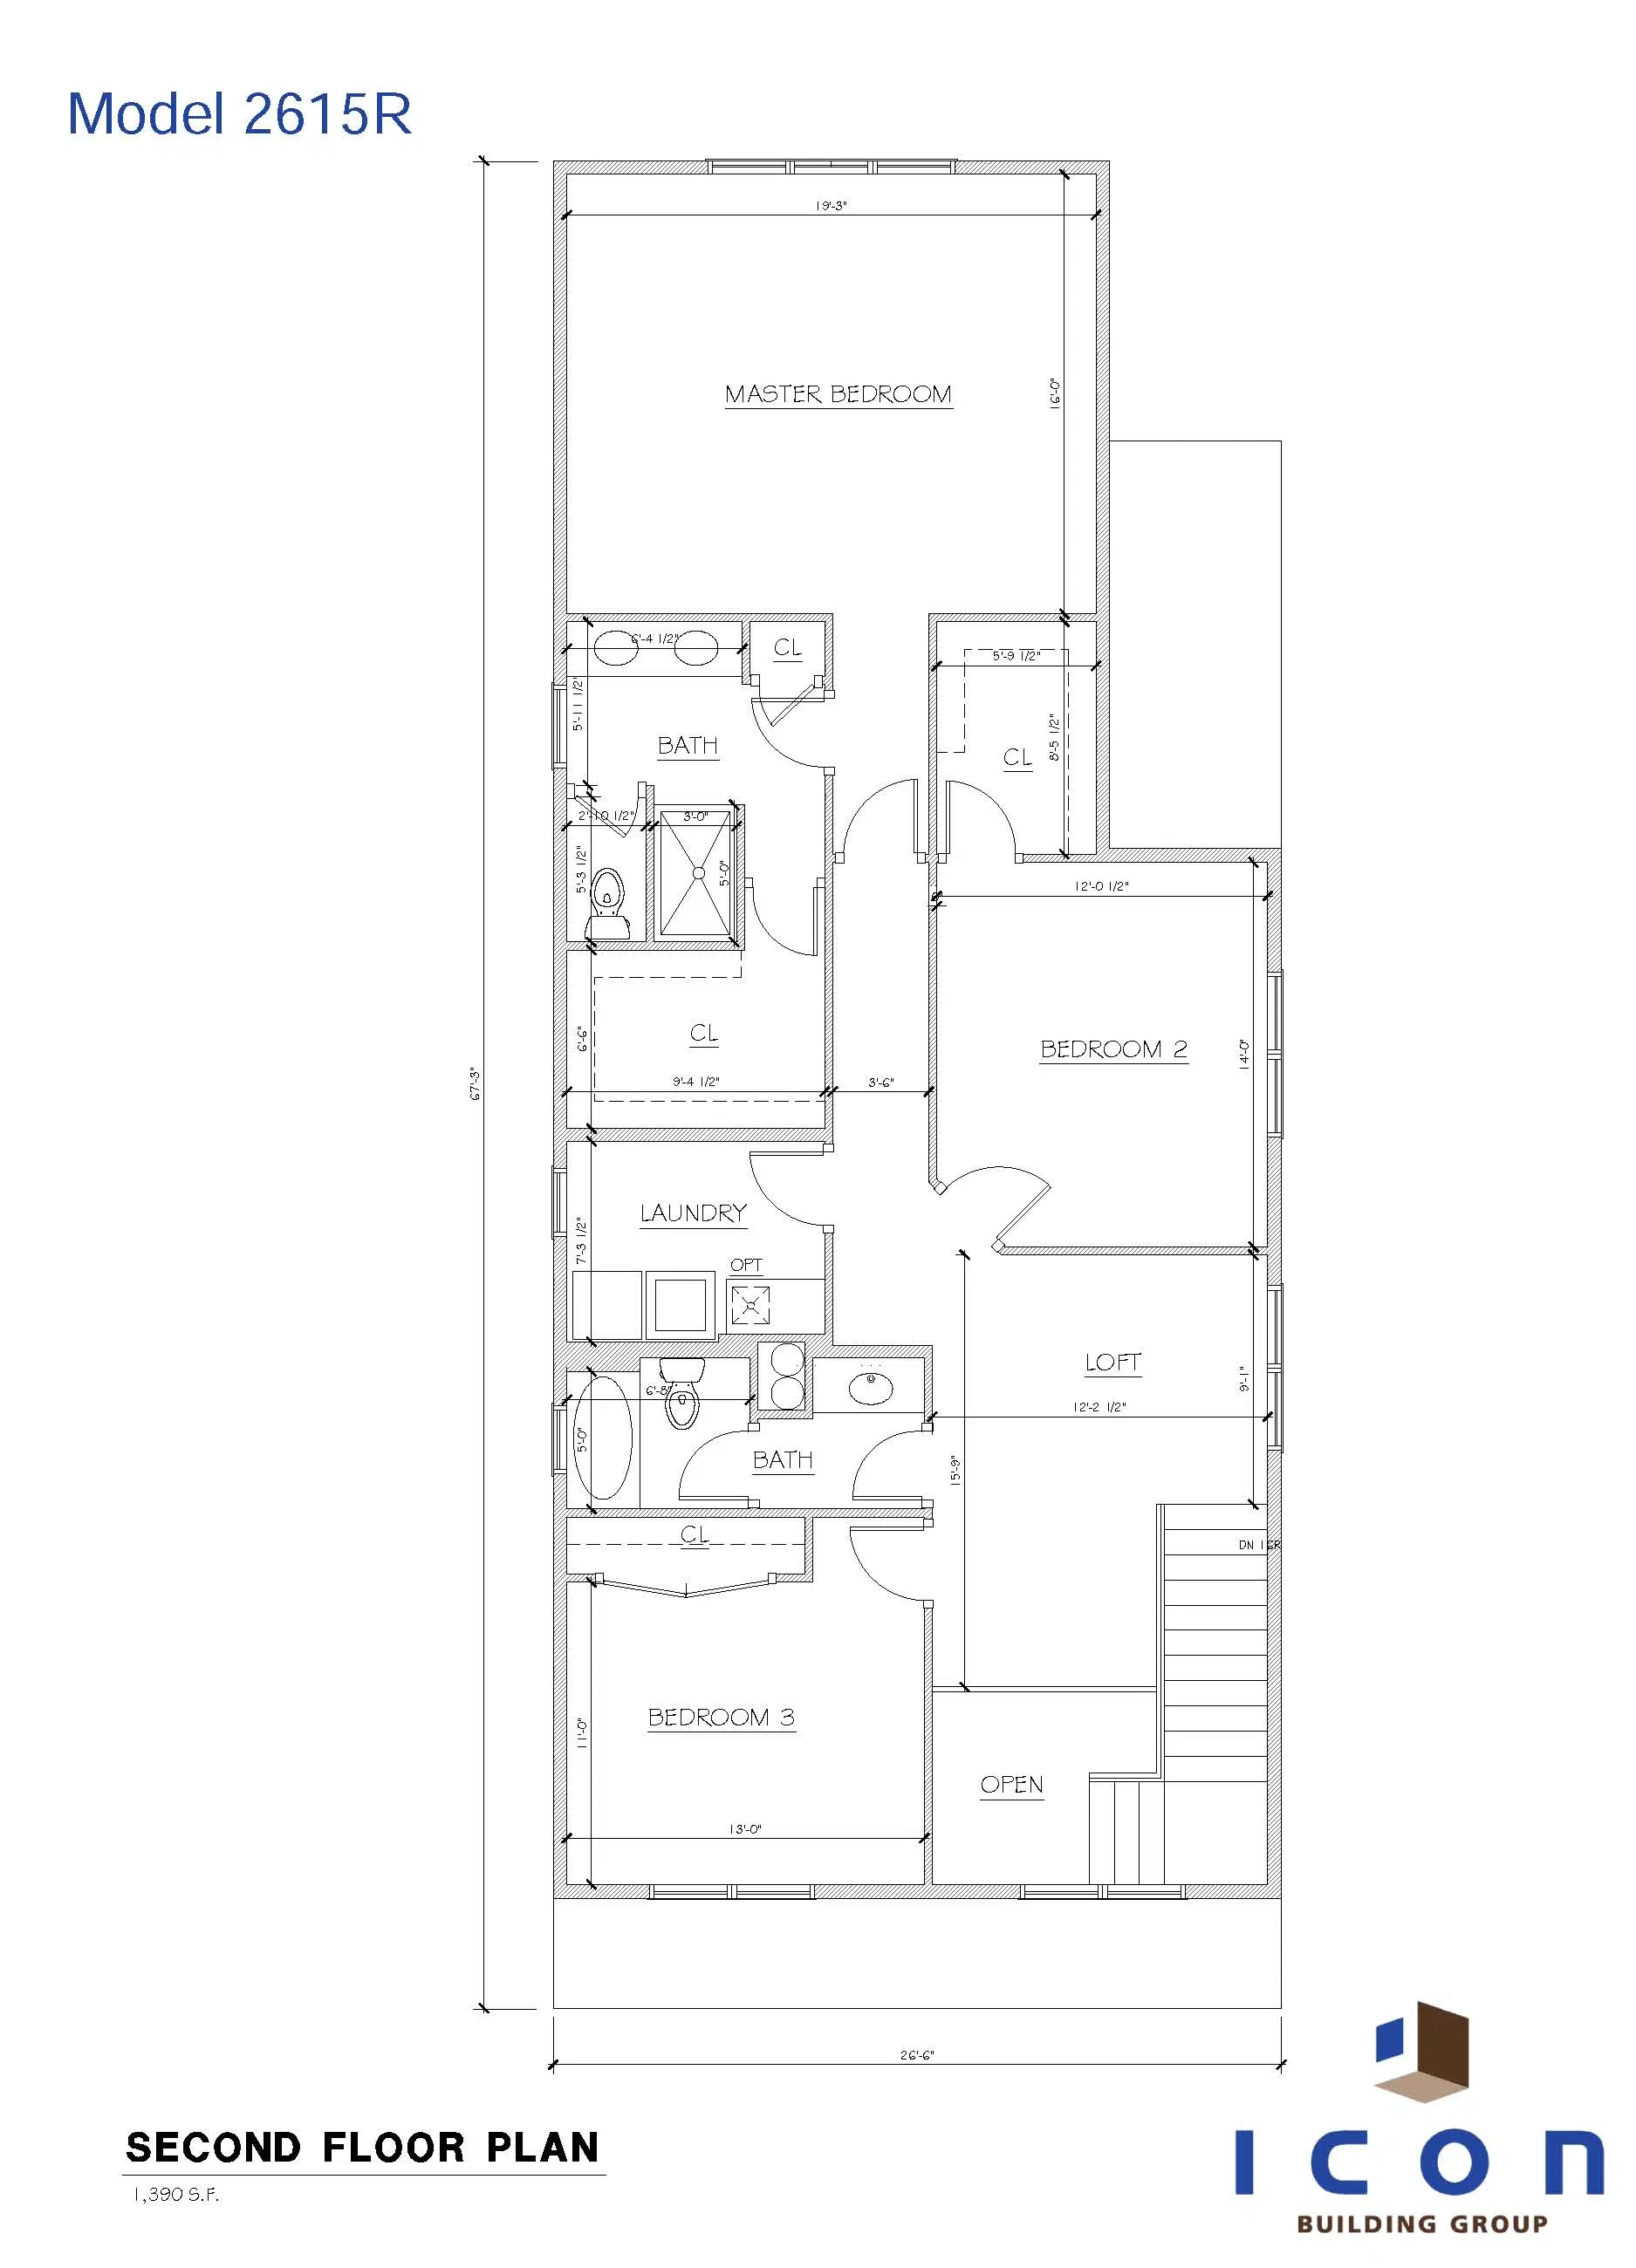 Model 2615R
19'-3"
MASTER BEDROOM
16'-0"
6'-4 1/2"
CL
5'-9 1/2"
5'-11 1/2"
BATH
CL
8'-5 1/2"
2'-10 1/2"
3'-0"
5'-3 1/2"
5'-0"
12'-0 1/2"
CL
6'-6"
9'-4 1/2"
3'-6"
BEDROOM 2
14'-0"
67'-3"
LAUNDRY
7'-3 1/2"
OPT
LOFT
9'-1"
6'-8"
12'-2 1/2"
5'-0"
BATH
15'-9"
CL
DN 16R
BEDROOM 3
11'-0"
OPEN
13'-0"
26'-6"
SECOND FLOOR PLAN
1,390 S.F.
ICON
BUILDING GROUP